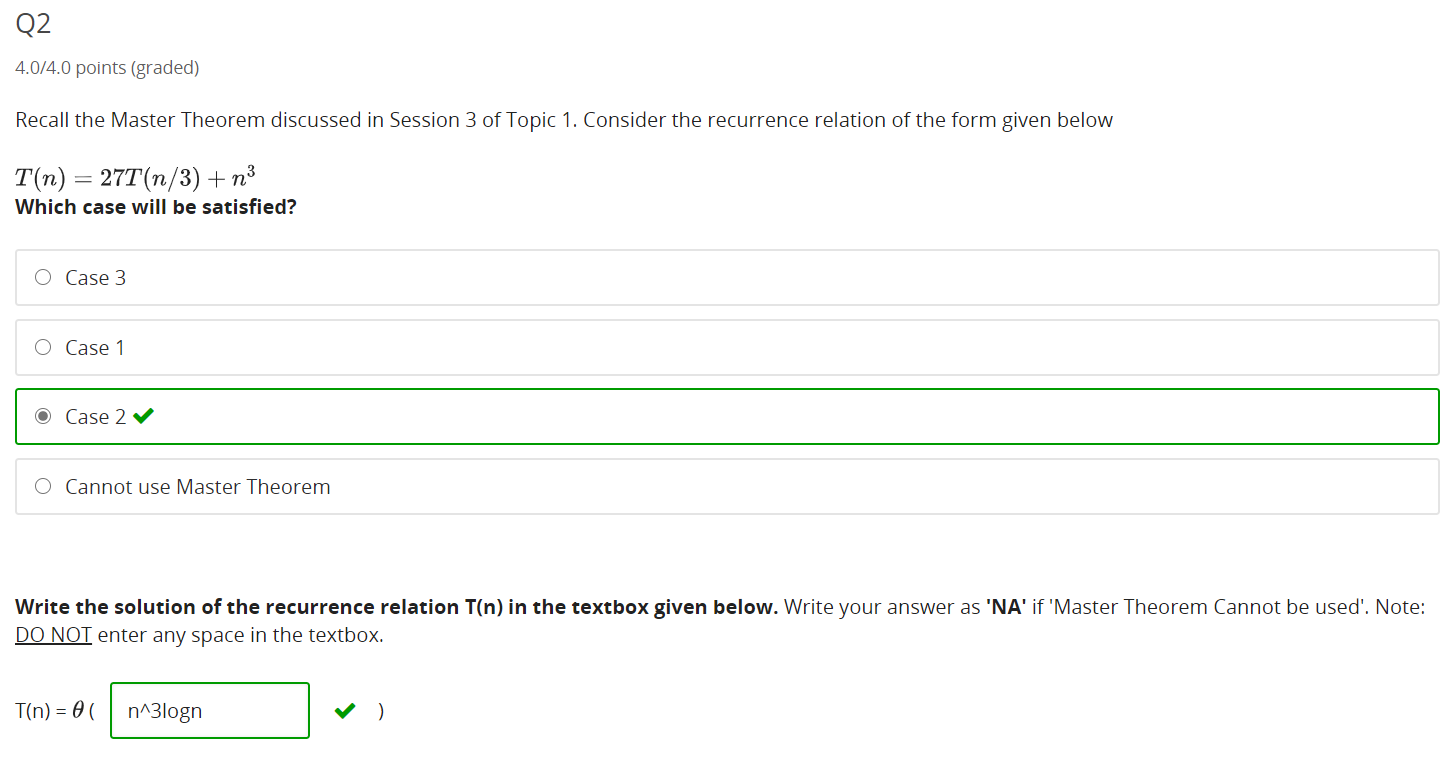 Q2
4.0/4.0 points (graded)
Recall the Master Theorem discussed in Session 3 of Topic 1. Consider the recurrence relation of the form given below
T(n) = 27T(n/3) + n³
Which case will be satisfied?
Case 3
Case 1
Case 2 ✔
Cannot use Master Theorem
Write the solution of the recurrence relation T(n) in the textbox given below. Write your answer as 'NA' if 'Master Theorem Cannot be used'. Note:
DO NOT enter any space in the textbox.
T(n) = θ ( n^3logn ✔ )